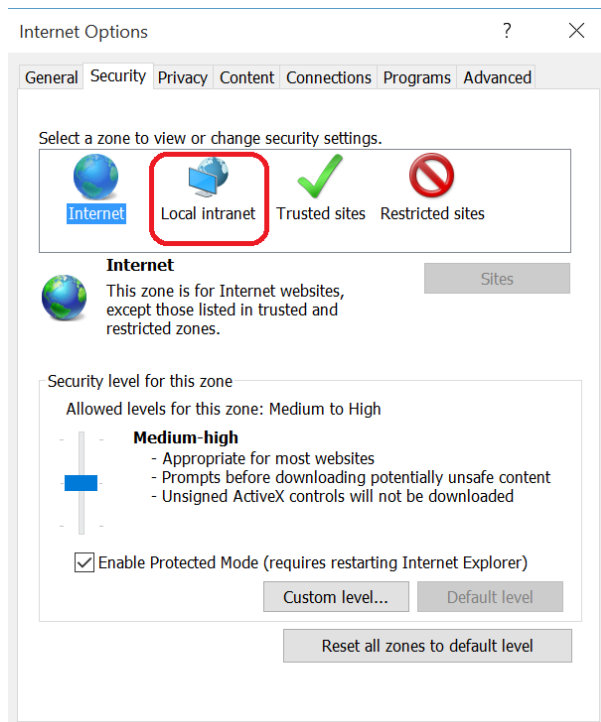 Internet Options ?
General Security Privacy Content Connections Programs Advanced
Select a zone to view or change security settings.
Internet Local intranet Trusted sites Restricted sites
Internet
Sites
This zone is for Internet websites,
except those listed in trusted and
restricted zones.
Security level for this zone
Allowed levels for this zone: Medium to High
Medium-high
- Appropriate for most websites
- Prompts before downloading potentially unsafe content
- Unsigned ActiveX controls will not be downloaded
Enable Protected Mode (requires restarting Internet Explorer)
Custom level... Default level
Reset all zones to default level